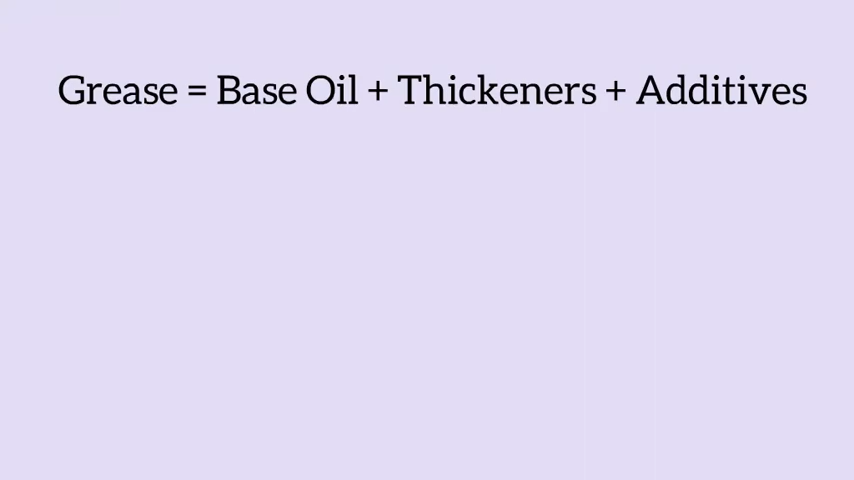 Grease = Base Oil + Thickeners + Additives